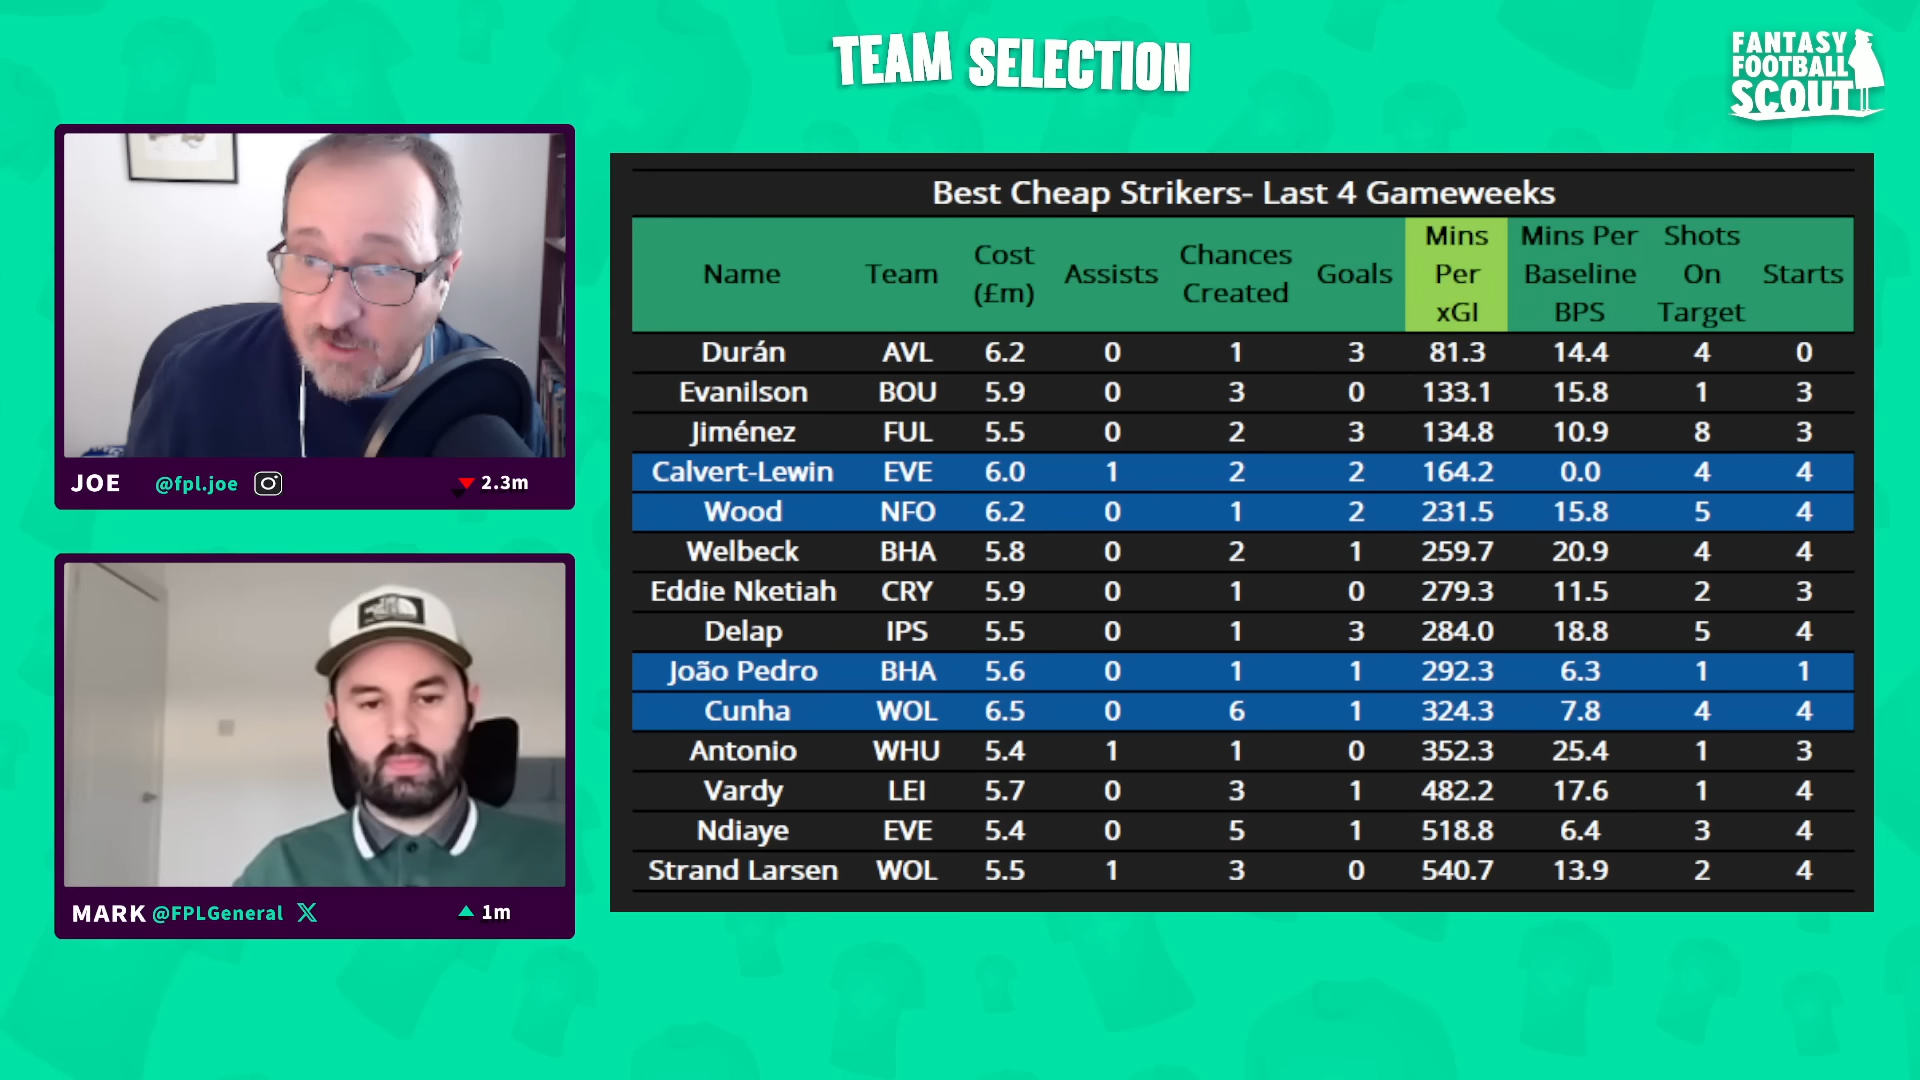 TEAM SELECTION
FANTASY
FOOTBALL
SCOUT
JOE @fpl.joe 2.3m
MARK @FPLGeneral X 1m
Best Cheap Strikers- Last 4 Gameweeks
Name Team Cost (£m) Assists Chances Created Goals Mins Per xGI Mins Per Baseline BPS Shots On Target Starts
Durán AVL 6.2 0 1 3 81.3 14.4 4 0
Evanilson BOU 5.9 0 3 0 133.1 15.8 1 3
Jiménez FUL 5.5 0 2 3 134.8 10.9 8 3
Calvert-Lewin EVE 6.0 1 2 2 164.2 0.0 4 4
Wood NFO 6.2 0 1 2 231.5 15.8 5 4
Welbeck BHA 5.8 0 2 1 259.7 20.9 4 4
Eddie Nketiah CRY 5.9 0 1 0 279.3 11.5 2 3
Delap IPS 5.5 0 1 3 284.0 18.8 5 4
João Pedro BHA 5.6 0 1 1 292.3 6.3 1 1
Cunha WOL 6.5 0 6 1 324.3 7.8 4 4
Antonio WHU 5.4 1 1 0 352.3 25.4 1 3
Vardy LEI 5.7 0 3 1 482.2 17.6 1 4
Ndiaye EVE 5.4 0 5 1 518.8 6.4 3 4
Strand Larsen WOL 5.5 1 3 0 540.7 13.9 2 4